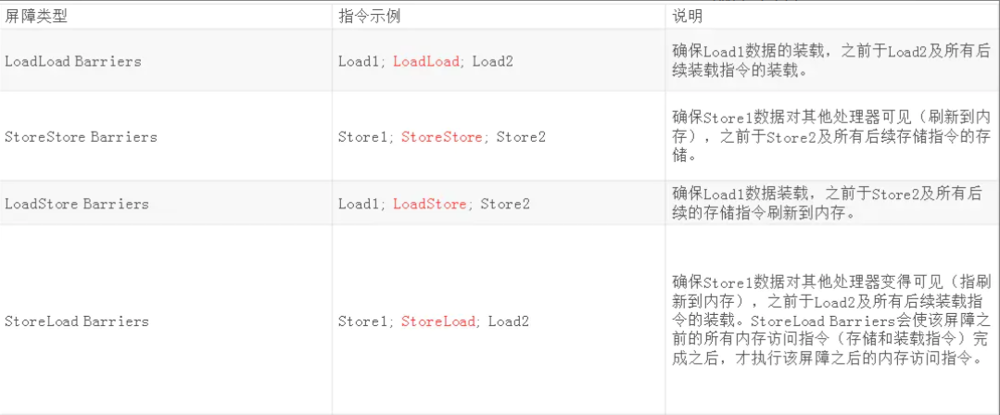 屏障类型 指令示例 说明
LoadLoad Barriers Load1; LoadLoad; Load2
确保Load1数据的装载，之前于Load2及所有后
续装载指令的装载。
StoreStore Barriers Store1; StoreStore; Store2
确保Store1数据对其他处理器可见（刷新到内
存），之前于Store2及所有后续存储指令的存
储。
LoadStore Barriers Load1; LoadStore; Store2
确保Load1数据装载，之前于Store2及所有后
续的存储指令刷新到内存。
StoreLoad Barriers Store1; StoreLoad; Load2
确保Store1数据对其他处理器变得可见（指刷
新到内存），之前于Load2及所有后续装载指
令的装载。StoreLoad Barriers会使该屏障之
前的所有内存访问指令（存储和装载指令）完
成之后，才执行该屏障之后的内存访问指令。